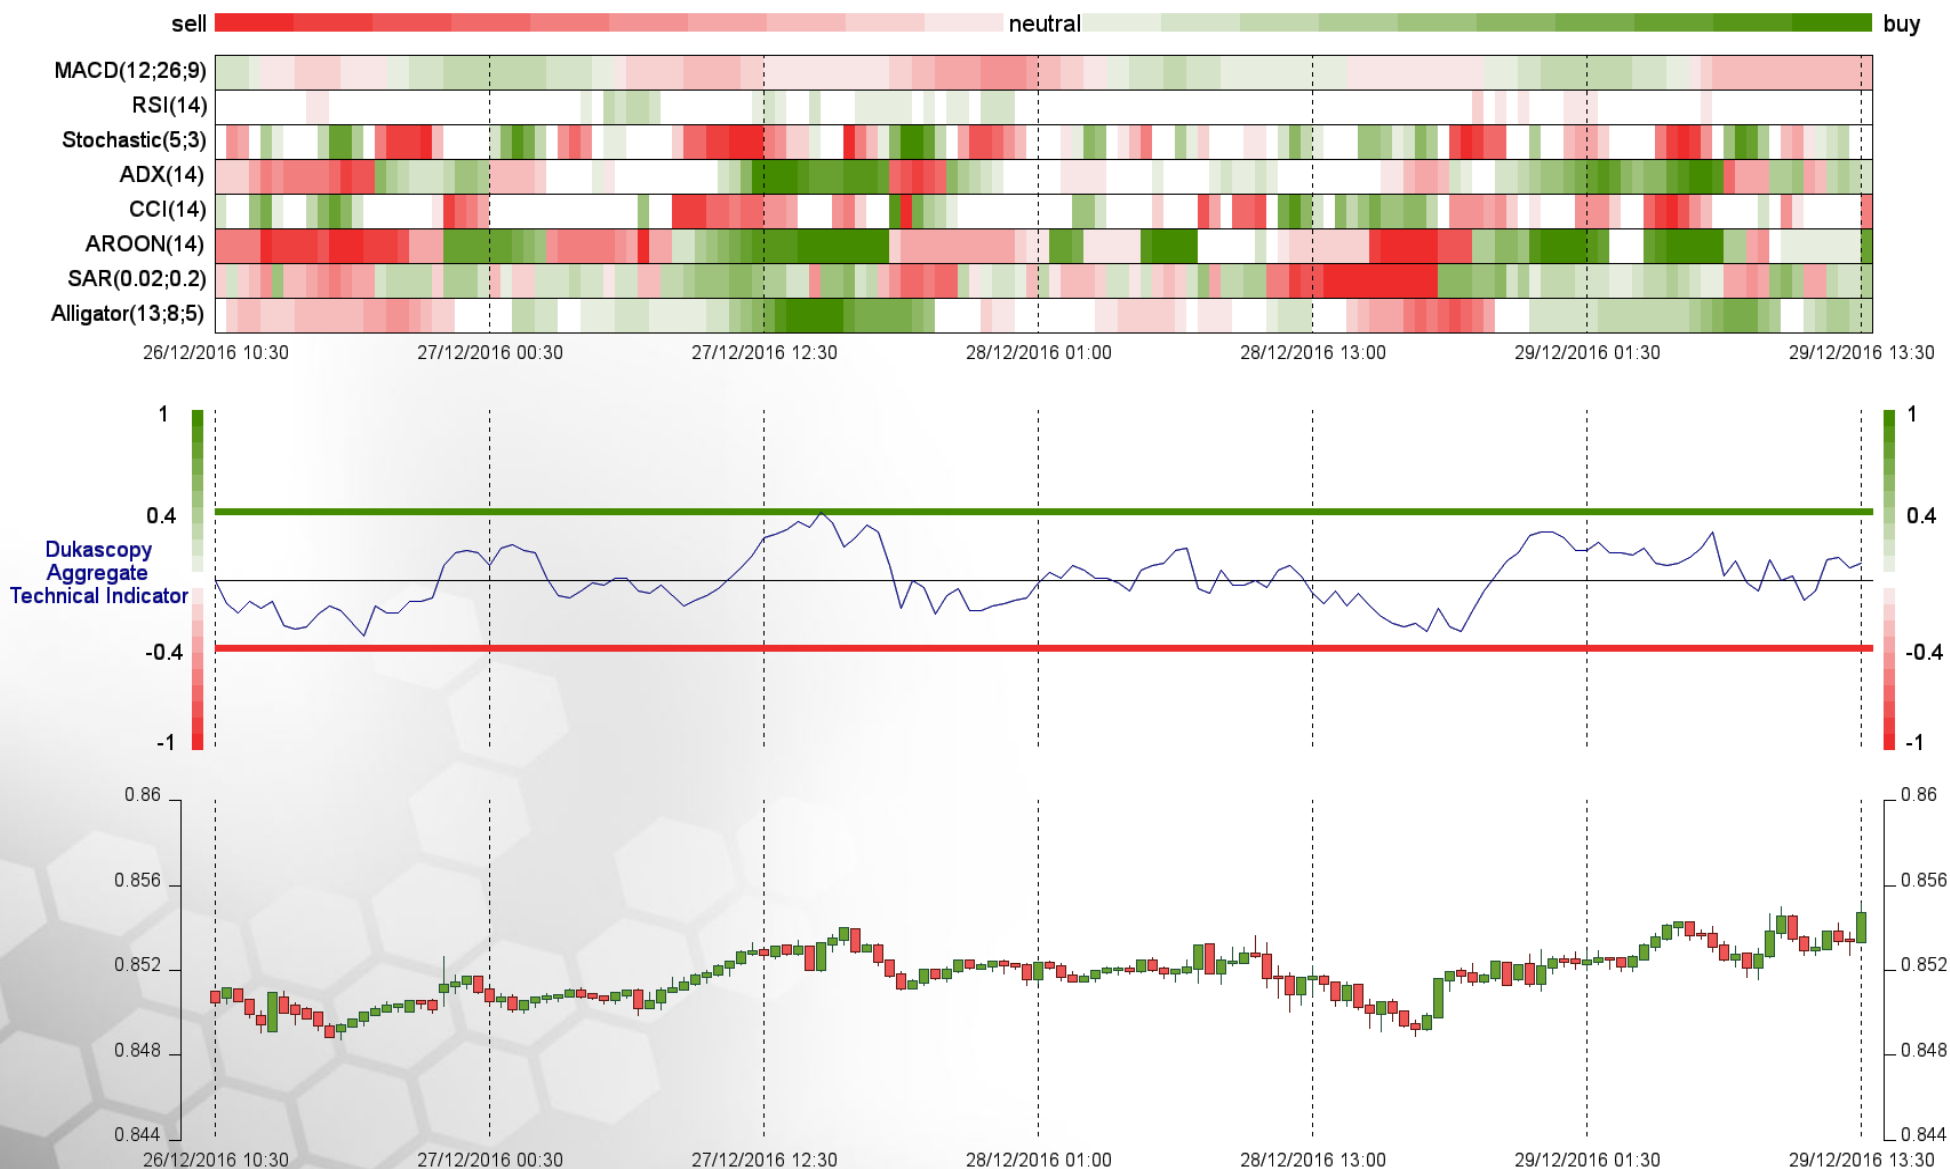 sell neutral buy
MACD(12;26;9)
RSI(14)
Stochastic(5;3)
ADX(14)
CCI(14)
AROON(14)
SAR(0.02;0.2)
Alligator(13;8;5)
26/12/2016 10:30 27/12/2016 00:30 27/12/2016 12:30 28/12/2016 01:00 28/12/2016 13:00 29/12/2016 01:30 29/12/2016 13:30
1 1
0.4 0.4
Dukascopy
Aggregate
Technical Indicator
-0.4 -0.4
-1 -1
0.86 0.86
0.856 0.856
0.852 0.852
0.848 0.848
0.844 0.844
26/12/2016 10:30 27/12/2016 00:30 27/12/2016 12:30 28/12/2016 01:00 28/12/2016 13:00 29/12/2016 01:30 29/12/2016 13:30